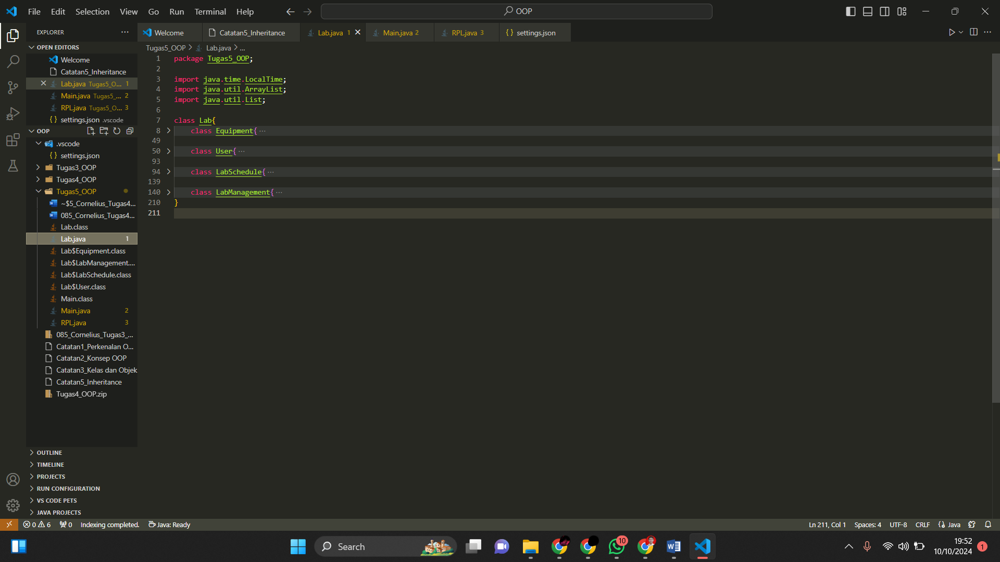 File Edit Selection View Go Run Terminal Help
OOP
EXPLORER
Welcome
Catatan5_Inheritance
Lab.java 1
Main.java 2
RPL.java 3
{} settings.json
OPEN EDITORS
Welcome
Catatan5_Inheritance
Lab.java Tugas5_O... 1
Main.java Tugas5_... 2
RPL.java Tugas5_O... 3
{} settings.json .vscode
OOP
.vscode
{} settings.json
Tugas3_OOP
Tugas4_OOP
Tugas5_OOP
~$5_Cornelius_Tugas4...
085_Cornelius_Tugas4...
Lab.class
Lab.java 1
Lab$Equipment.class
Lab$LabManagement....
Lab$LabSchedule.class
Lab$User.class
Main.class
Main.java 2
RPL.java 3
085_Cornelius_Tugas3_...
Catatan1_Perkenalan O...
Catatan2_Konsep OOP
Catatan3_Kelas dan Objek
Catatan5_Inheritance
Tugas4_OOP.zip
OUTLINE
TIMELINE
PROJECTS
RUN CONFIGURATION
VS CODE PETS
JAVA PROJECTS
Tugas5_OOP > Lab.java > ...
1 package Tugas5_OOP;
2
3 import java.time.LocalTime;
4 import java.util.ArrayList;
5 import java.util.List;
6
7 class Lab{
8 class Equipment{ ...
49
50 class User{ ...
93
94 class LabSchedule{ ...
139
140 class LabManagement{ ...
210 }
211
0 6 0 Indexing completed. Java: Ready
Ln 211, Col 1 Spaces: 4 UTF-8 CRLF {} Java
Search
10
19:52
10/10/2024
1